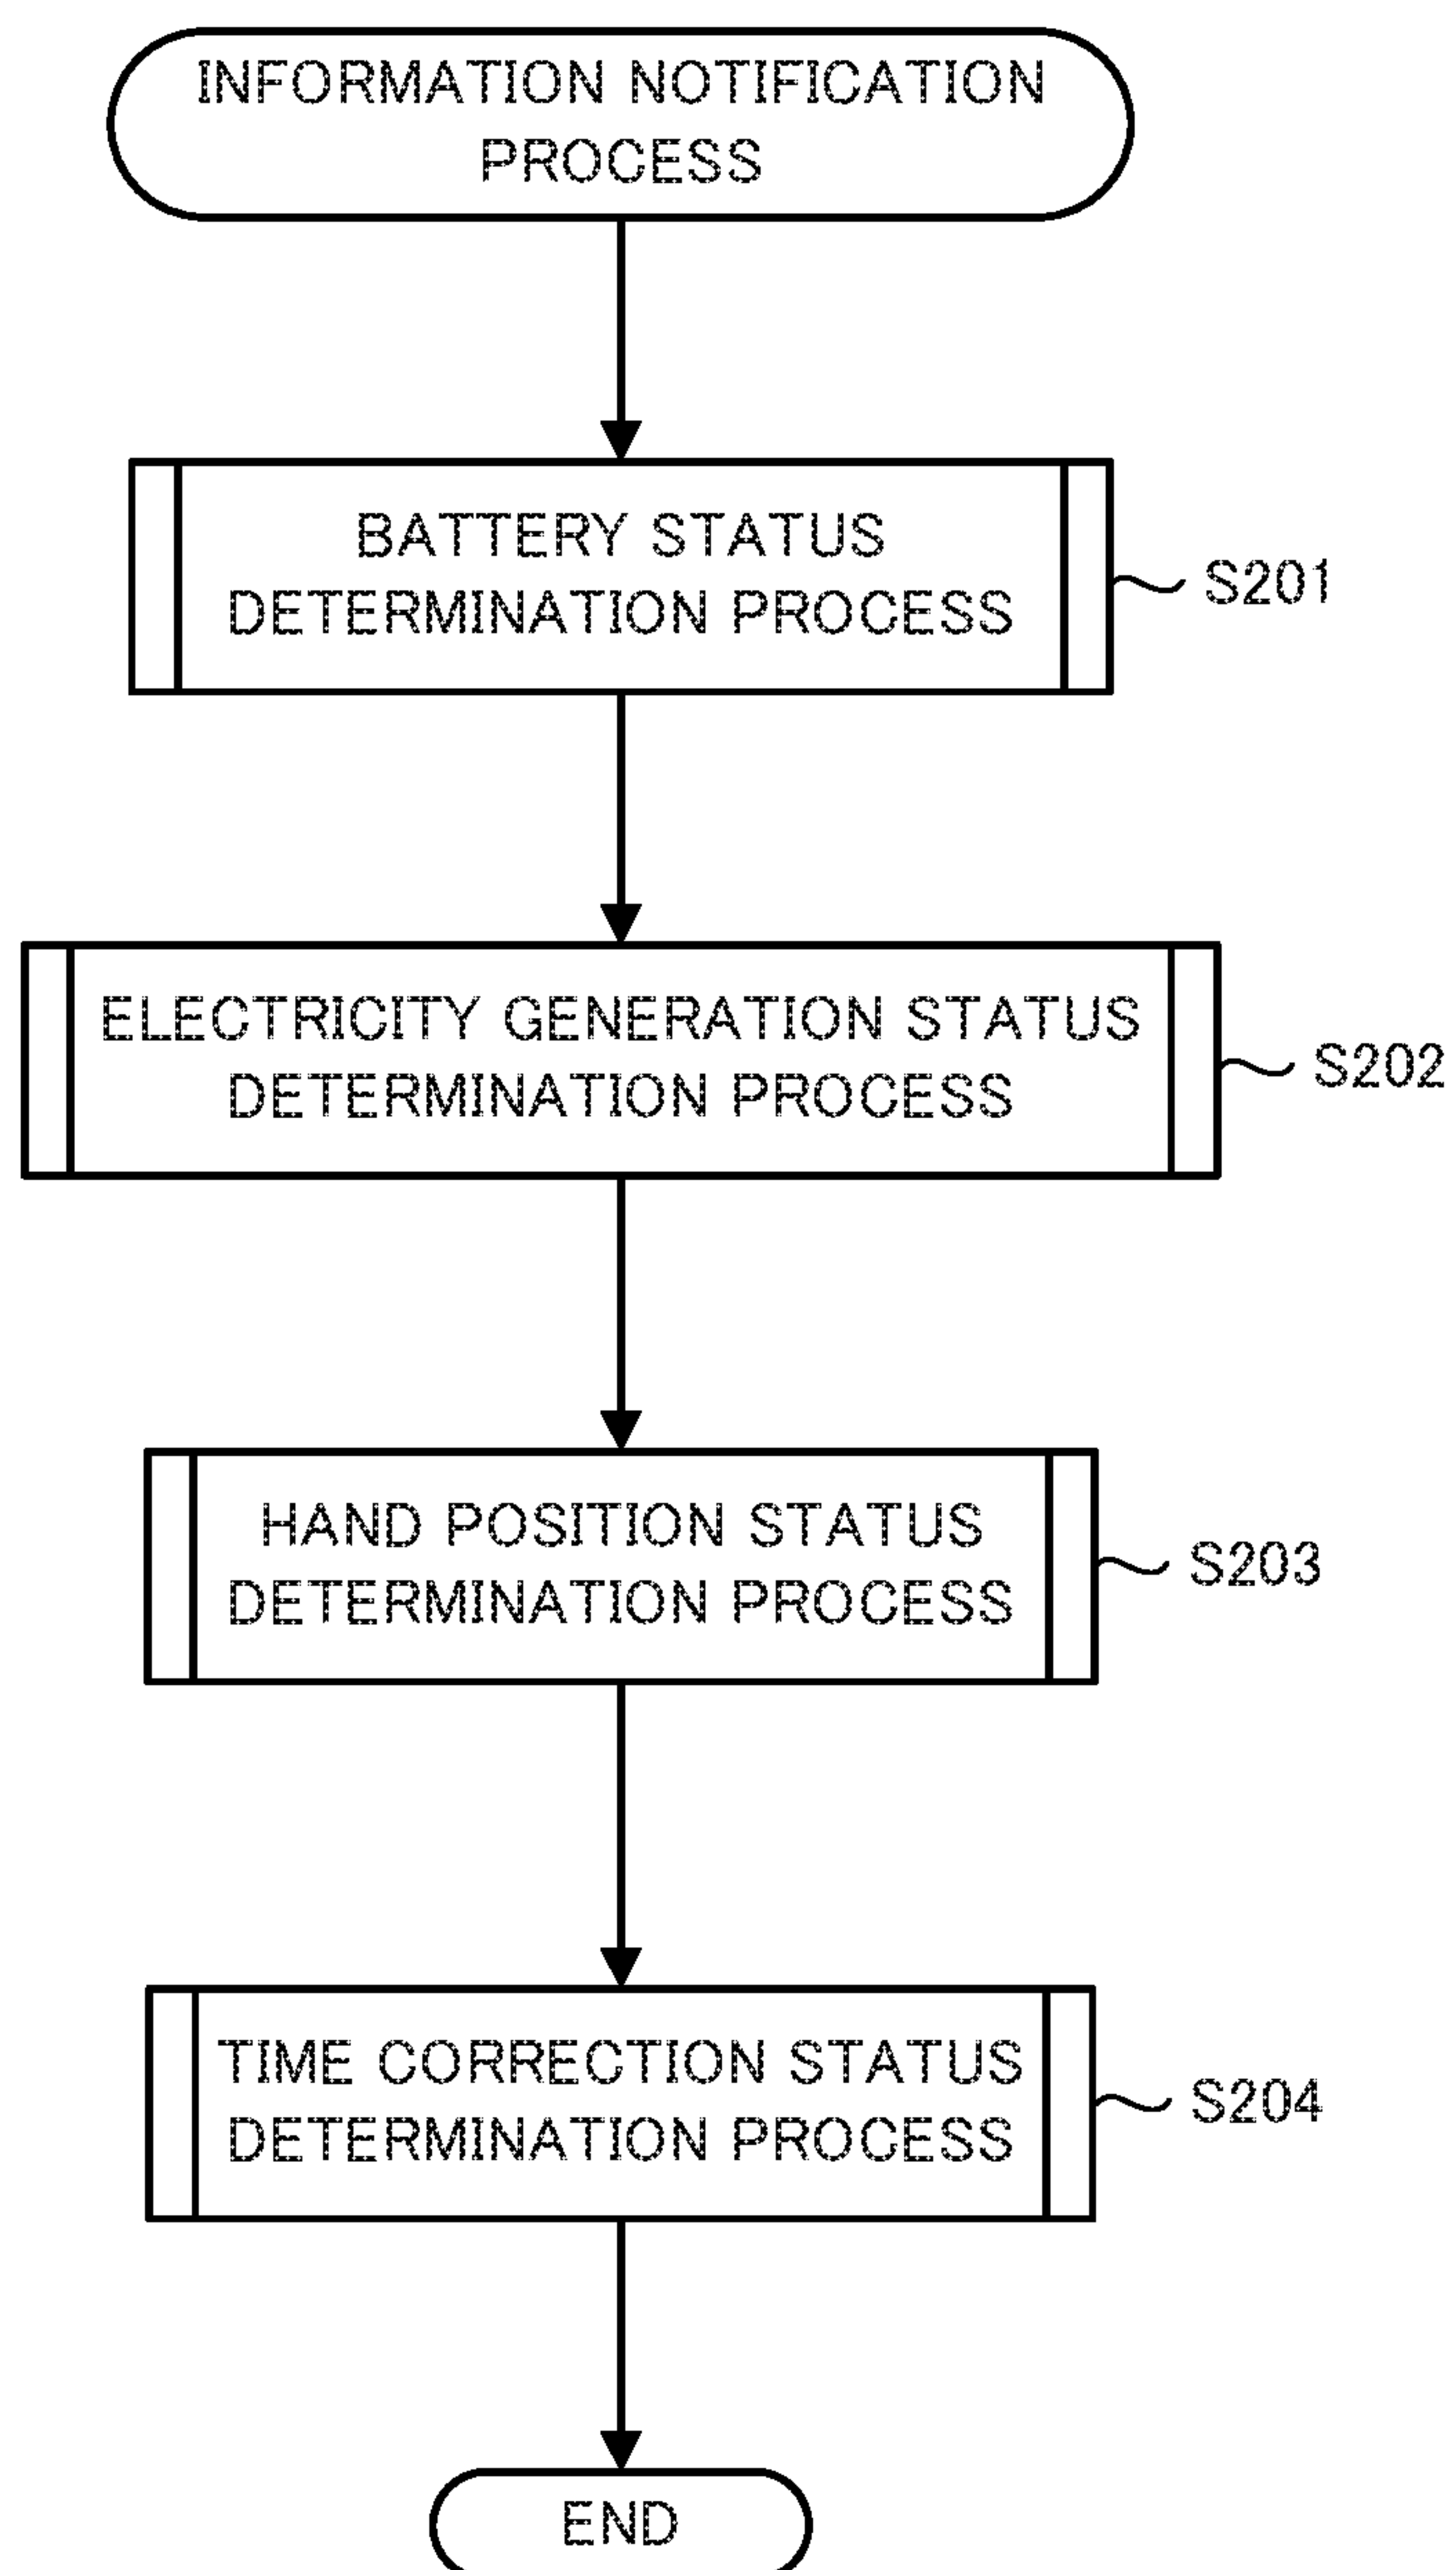 INFORMATION NOTIFICATION
PROCESS
BATTERY STATUS
DETERMINATION PROCESS
S201
ELECTRICITY GENERATION STATUS
DETERMINATION PROCESS
S202
HAND POSITION STATUS
DETERMINATION PROCESS
S203
TIME CORRECTION STATUS
DETERMINATION PROCESS
S204
END